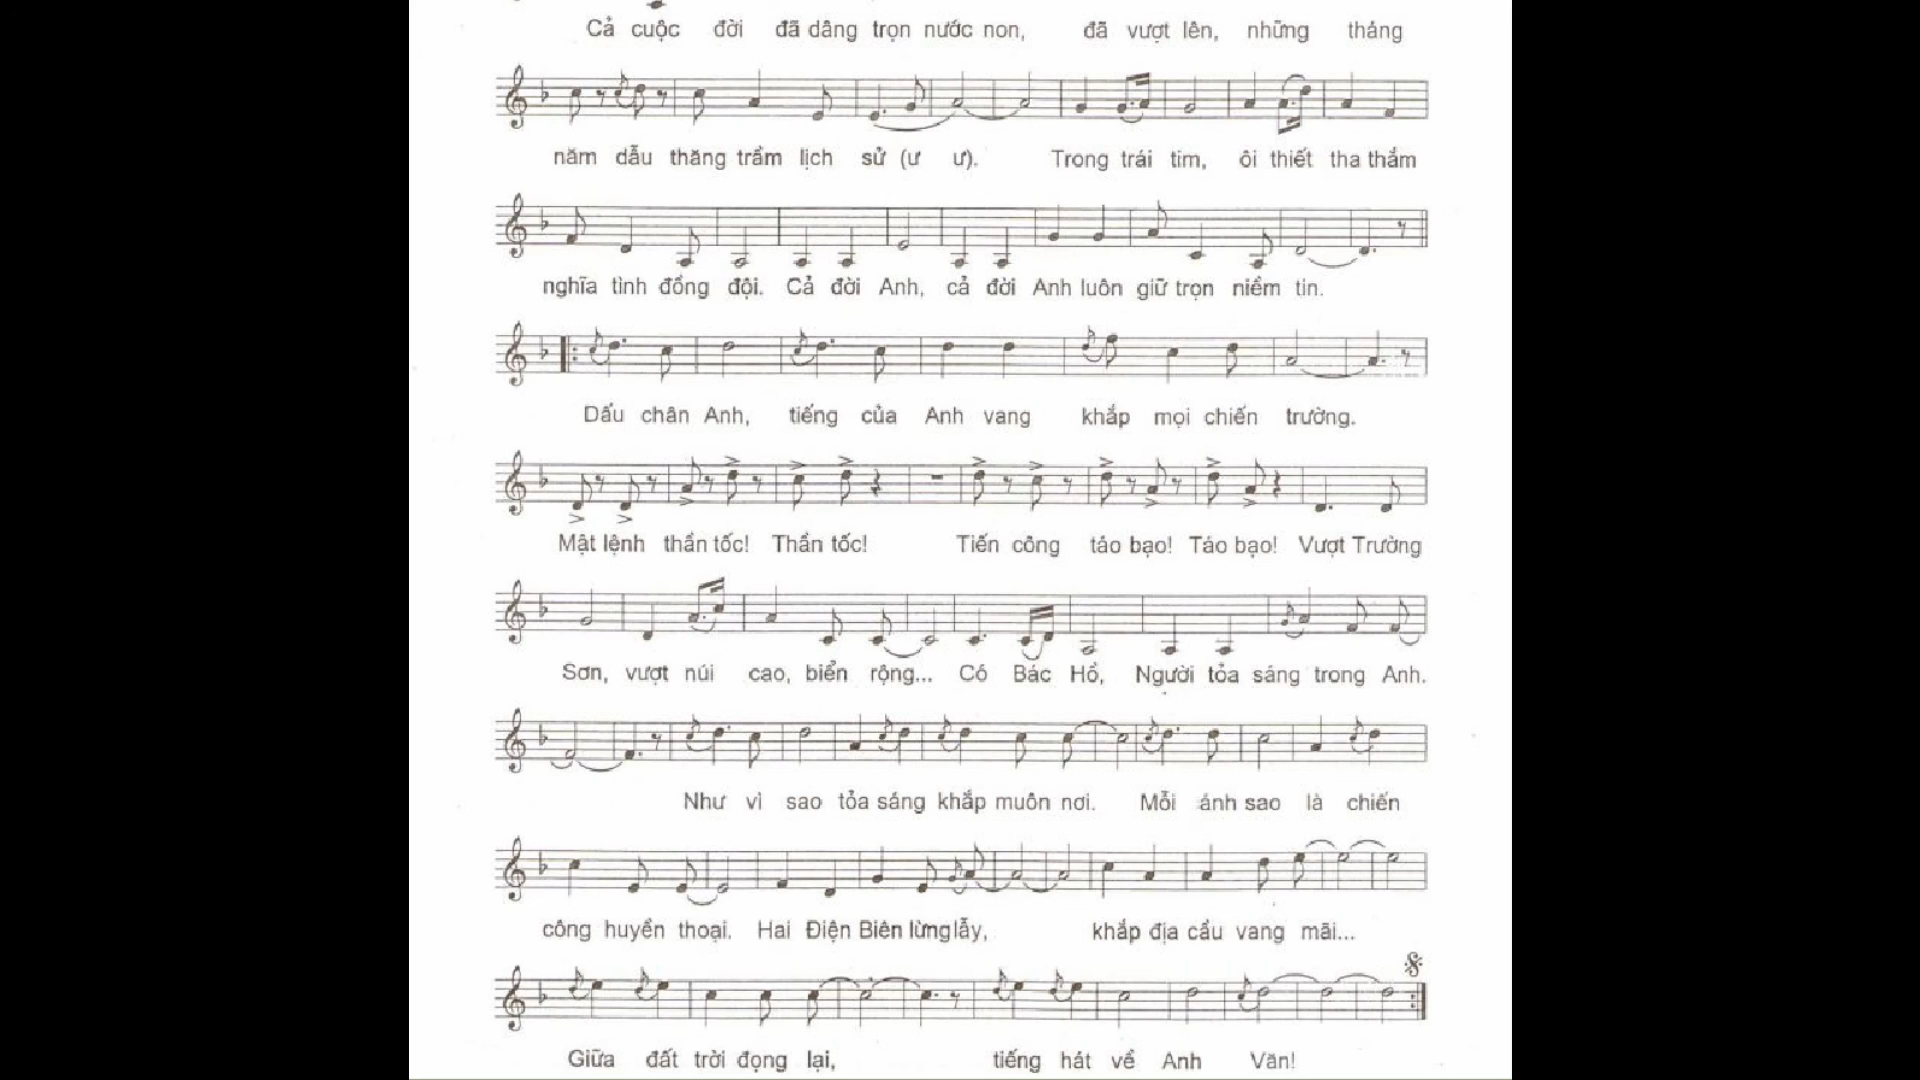 Cả cuộc đời đã dâng trọn nước non, đã vượt lên, những tháng
năm dẫu thăng trầm lịch sử (ư ư). Trong trái tim, ôi thiết tha thắm
nghĩa tình đồng đội. Cả đời Anh, cả đời Anh luôn giữ trọn niềm tin.
Dấu chân Anh, tiếng của Anh vang khắp mọi chiến trường.
Mật lệnh thần tốc! Thần tốc! Tiến công táo bạo! Táo bạo! Vượt Trường
Sơn, vượt núi cao, biển rộng... Có Bác Hồ, Người tỏa sáng trong Anh.
Như vì sao tỏa sáng khắp muôn nơi. Mỗi ánh sao là chiến
công huyền thoại. Hai Điện Biên lừng lẫy, khắp địa cầu vang mãi...
Giữa đất trời đọng lại, tiếng hát về Anh Văn!